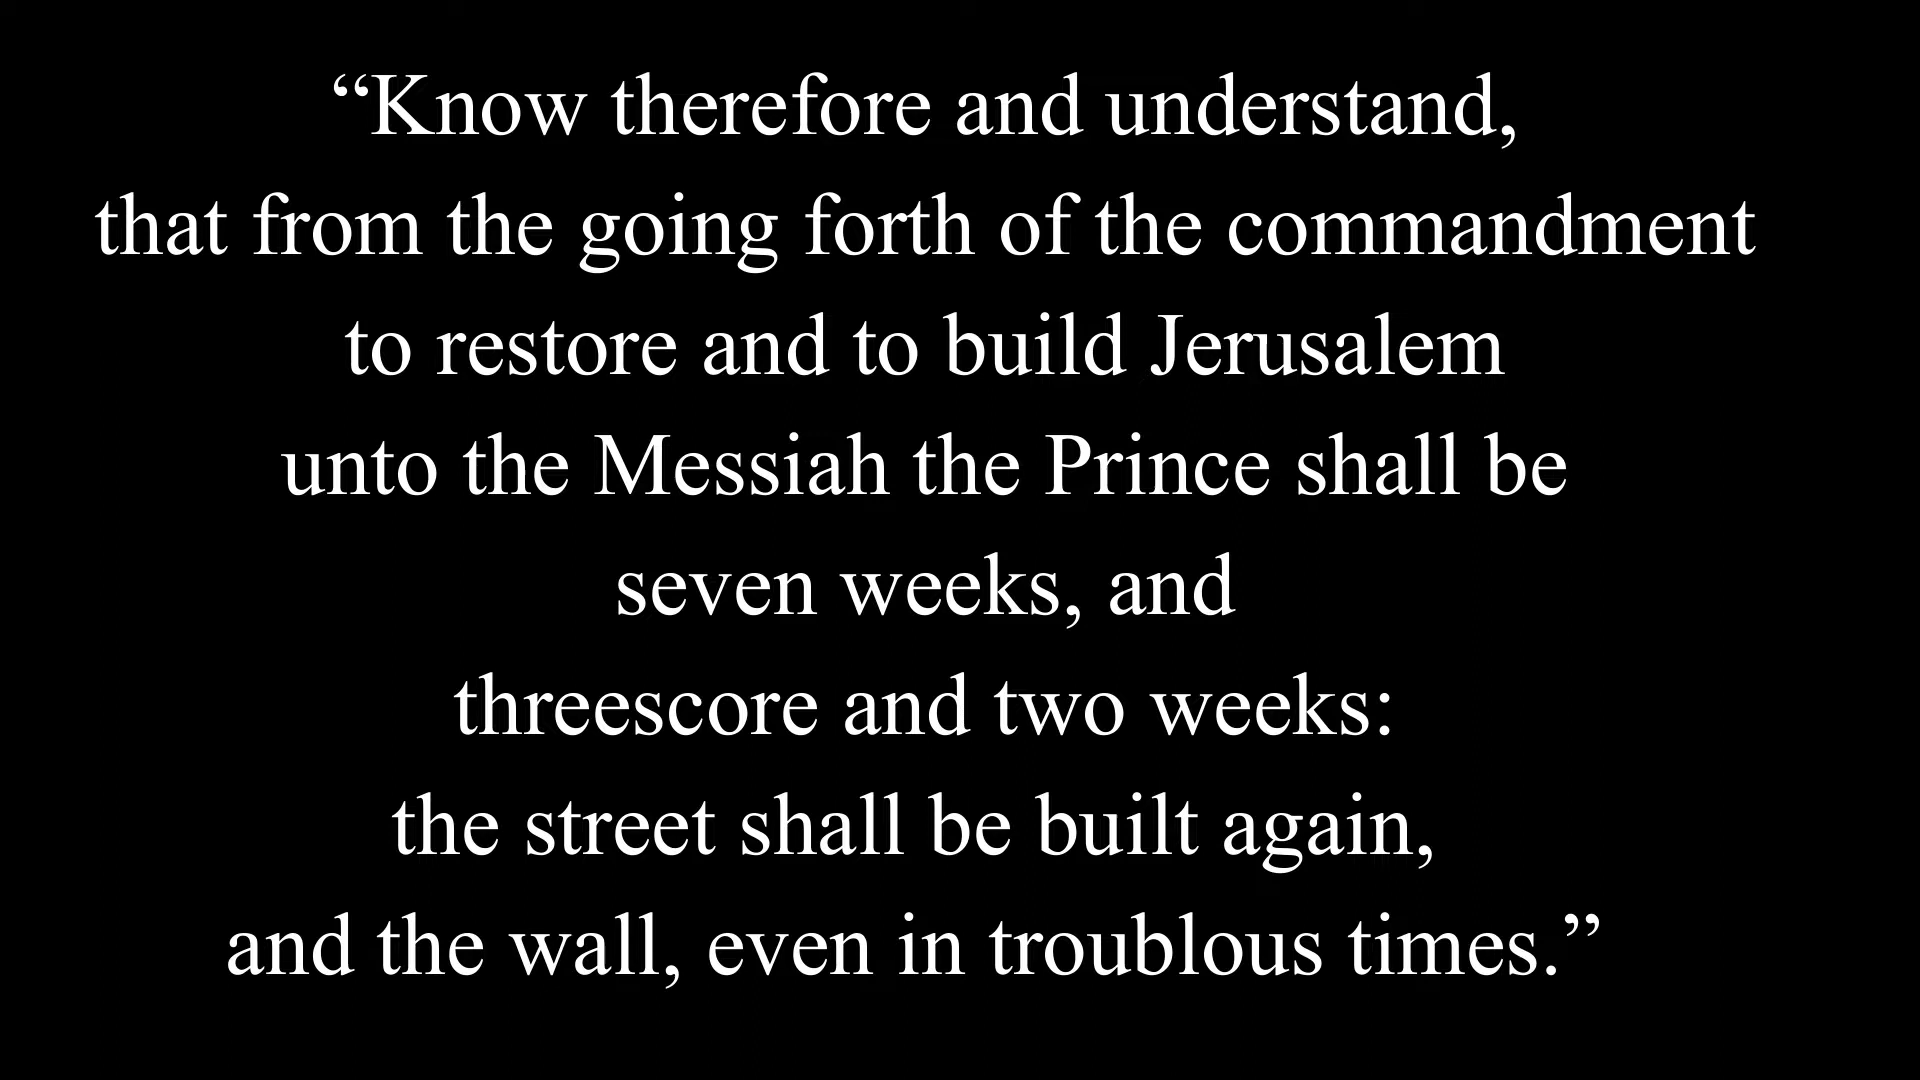 “Know therefore and understand,
that from the going forth of the commandment
to restore and to build Jerusalem
unto the Messiah the Prince shall be
seven weeks, and
threescore and two weeks:
the street shall be built again,
and the wall, even in troublous times.”